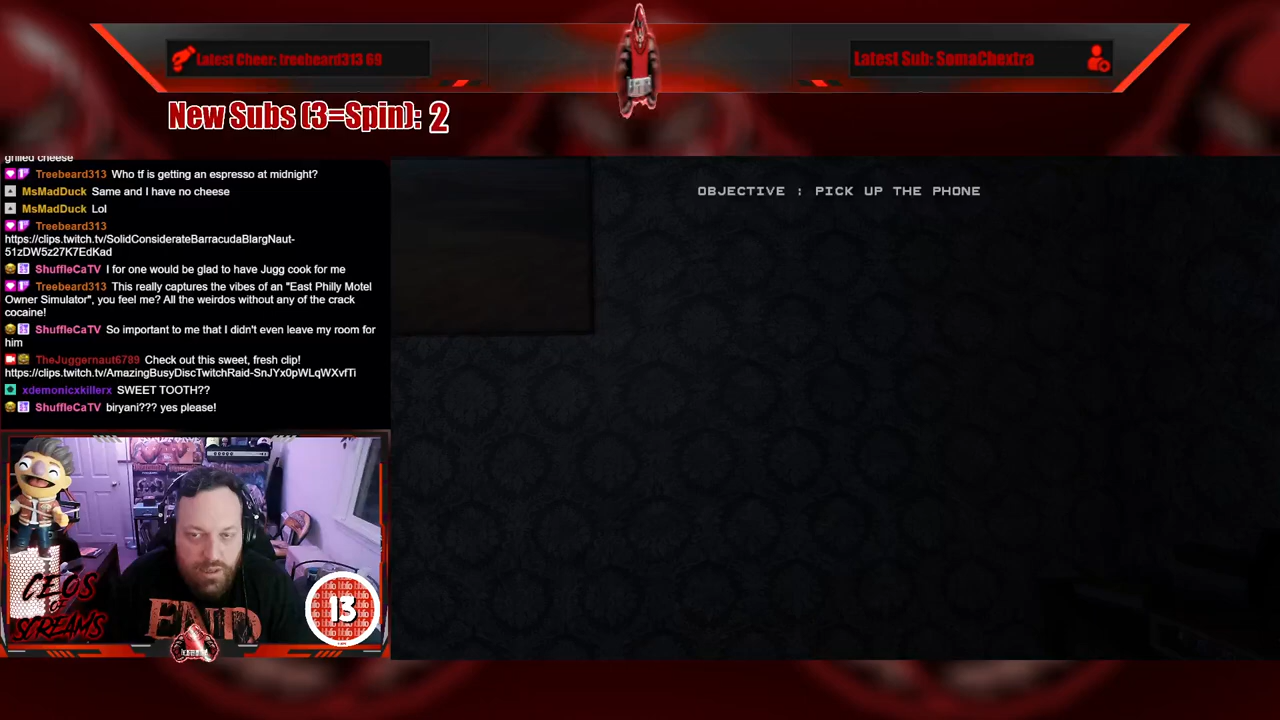 Latest Cheer: treebeard313 69
Latest Sub: SomaChextra
New Subs (3=Spin): 2
grilled cheese
Treebeard313 Who tf is getting an espresso at midnight?
MsMadDuck Same and I have no cheese
MsMadDuck Lol
Treebeard313
https://clips.twitch.tv/SolidConsiderateBarracudaBlargNaut-
51zDW5z27K7EdKad
ShuffleCaTV I for one would be glad to have Jugg cook for me
Treebeard313 This really captures the vibes of an "East Philly Motel
Owner Simulator", you feel me? All the weirdos without any of the crack
cocaine!
ShuffleCaTV So important to me that I didn't even leave my room for
him
TheJuggernaut6789 Check out this sweet, fresh clip!
https://clips.twitch.tv/AmazingBusyDiscTwitchRaid-SnJYx0pWLqWXvfTi
xdemonicxkillerx SWEET TOOTH??
ShuffleCaTV biryani??? yes please!
OBJECTIVE : PICK UP THE PHONE
CEOS
OF
SCREAMS
END
13